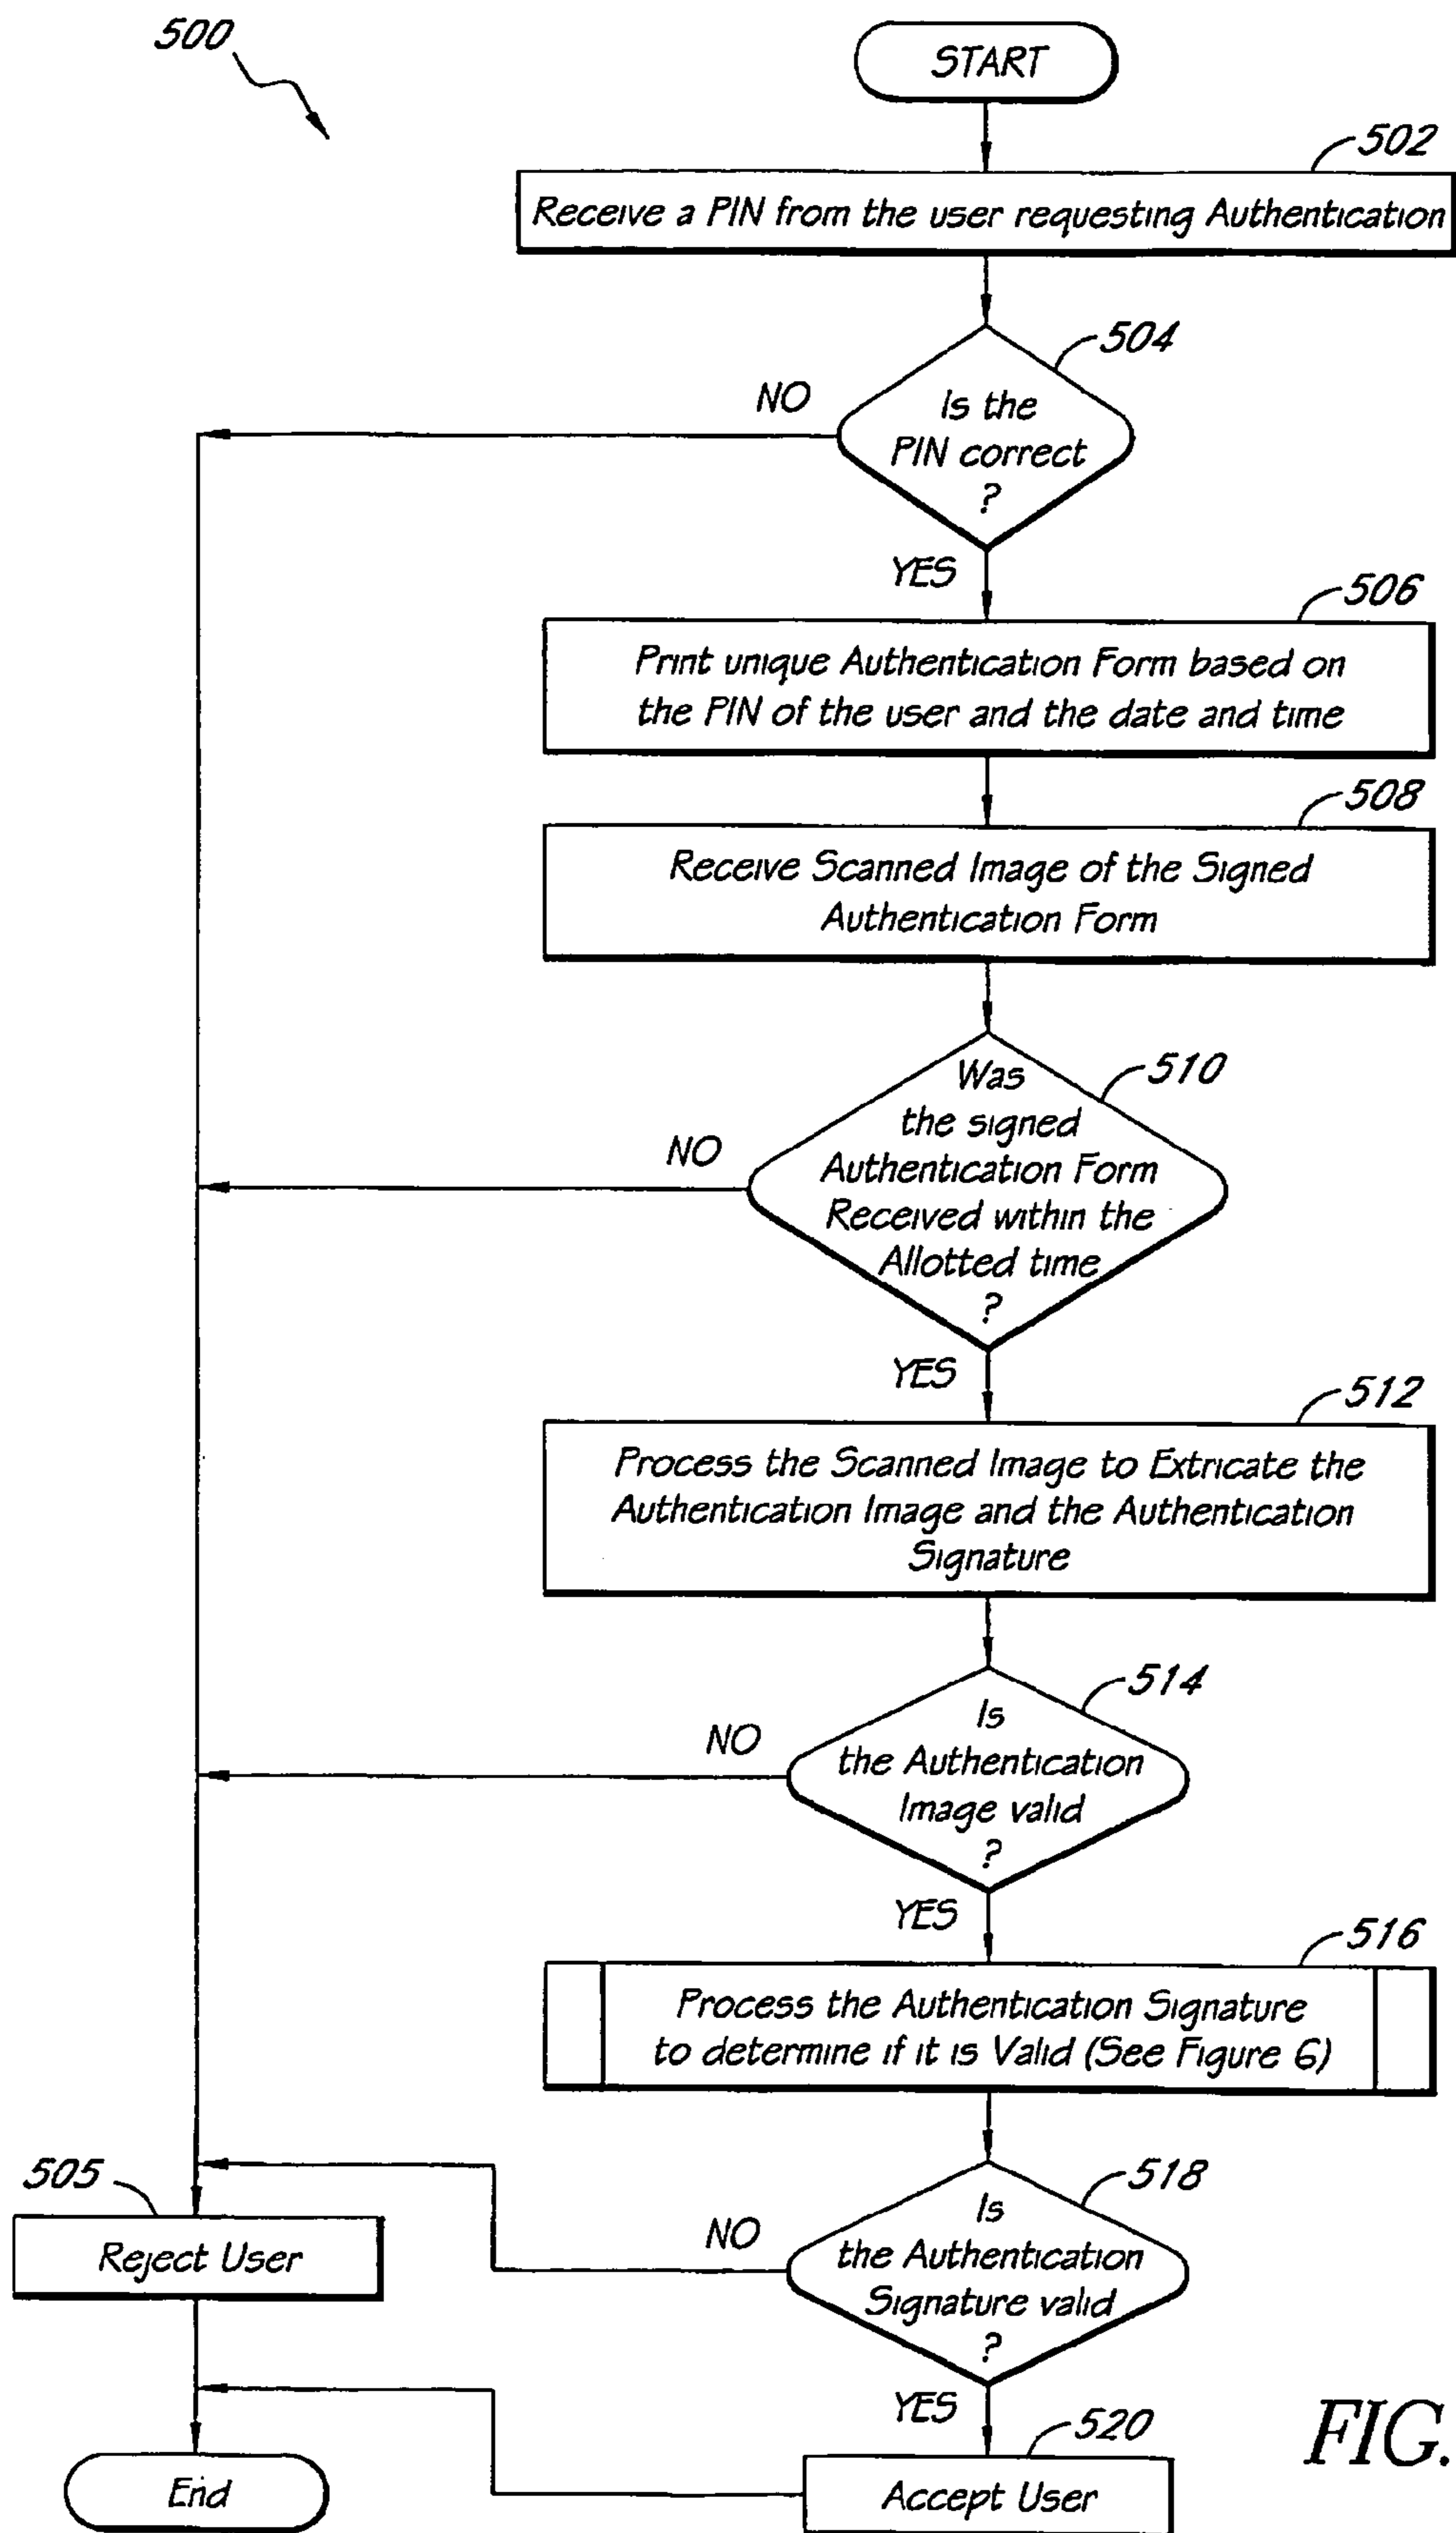 500
START
502
Receive a PIN from the user requesting Authentication
504
Is the
PIN correct
?
NO
YES
506
Print unique Authentication Form based on
the PIN of the user and the date and time
508
Receive Scanned Image of the Signed
Authentication Form
510
Was
the signed
Authentication Form
Received within the
Allotted time
?
NO
YES
512
Process the Scanned Image to Extricate the
Authentication Image and the Authentication
Signature
514
Is
the Authentication
Image valid
?
NO
YES
516
Process the Authentication Signature
to determine if it is Valid (See Figure 6)
518
Is
the Authentication
Signature valid
?
NO
YES
505
Reject User
520
Accept User
End
FIG.